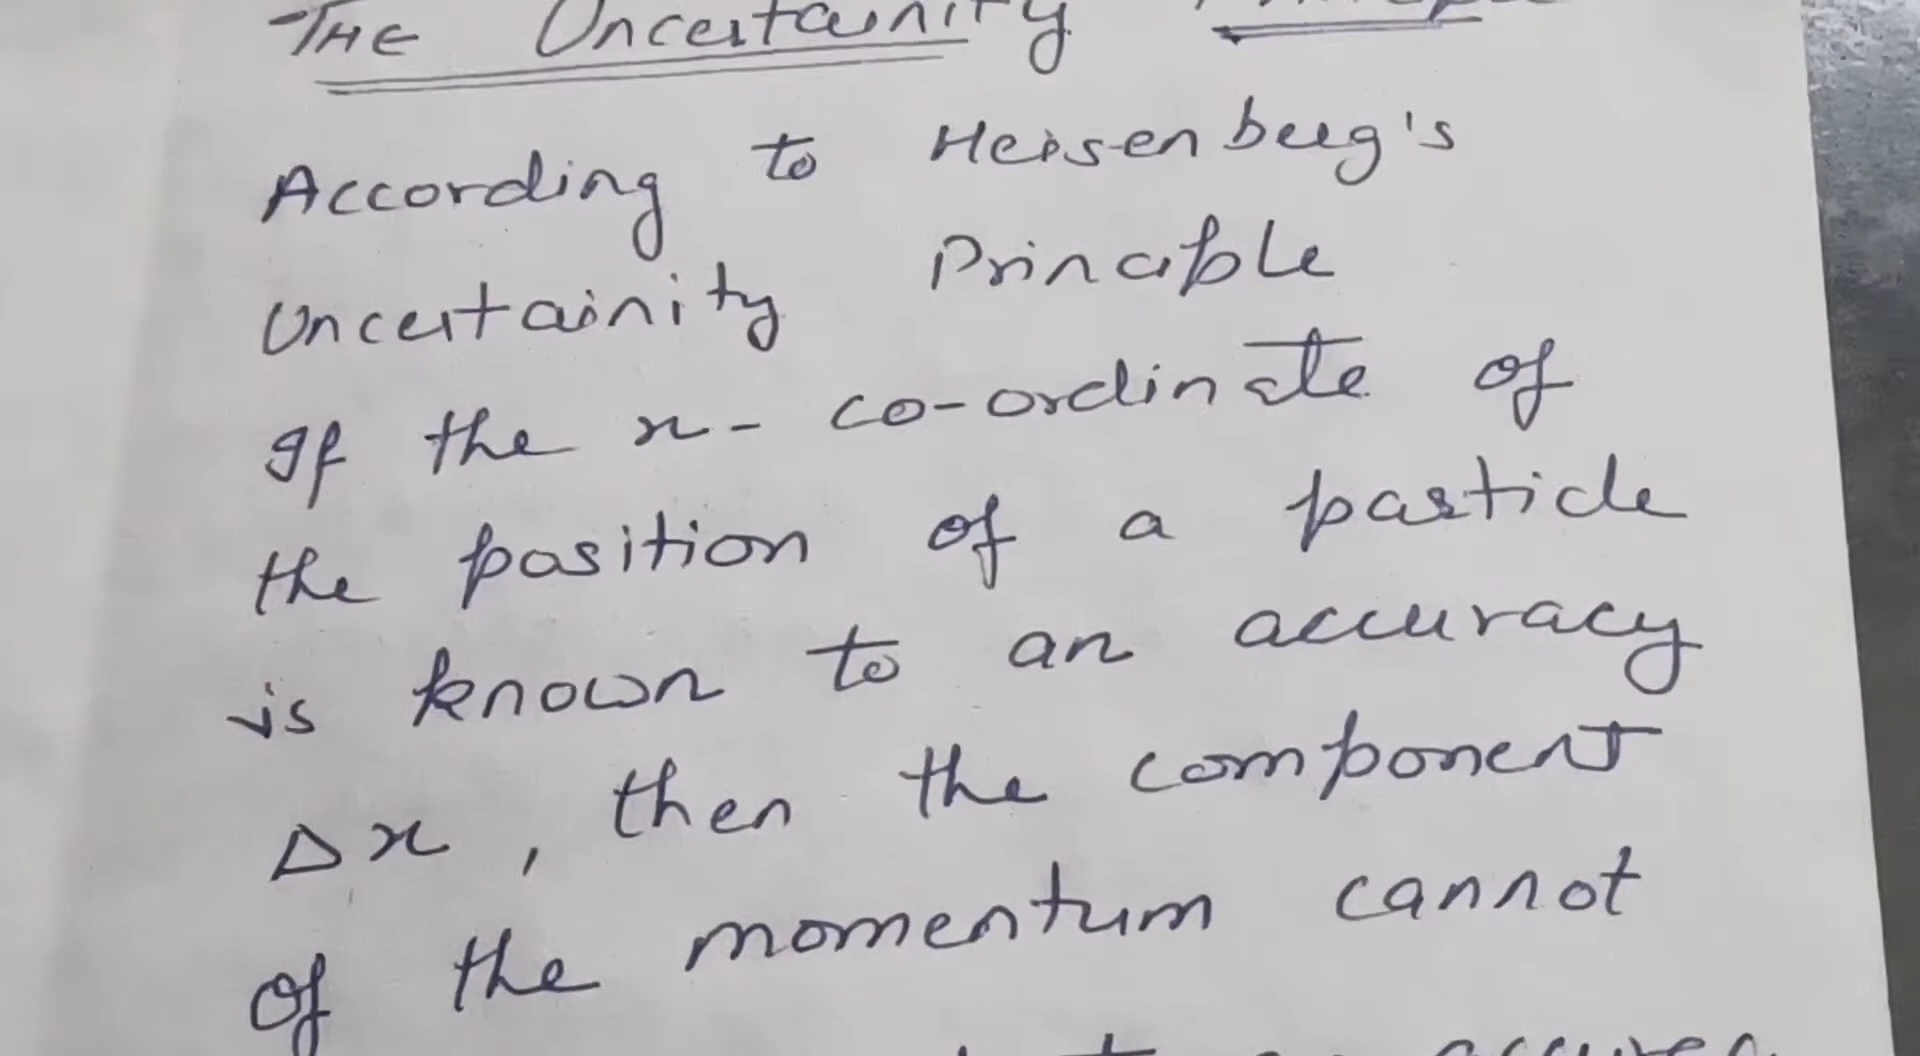 THE Uncertainity
According to Heisenberg's
Uncertainity Principle
If the x- co-ordinate of
the position of a particle
is known to an accuracy
Δx, then the component
of the momentum cannot